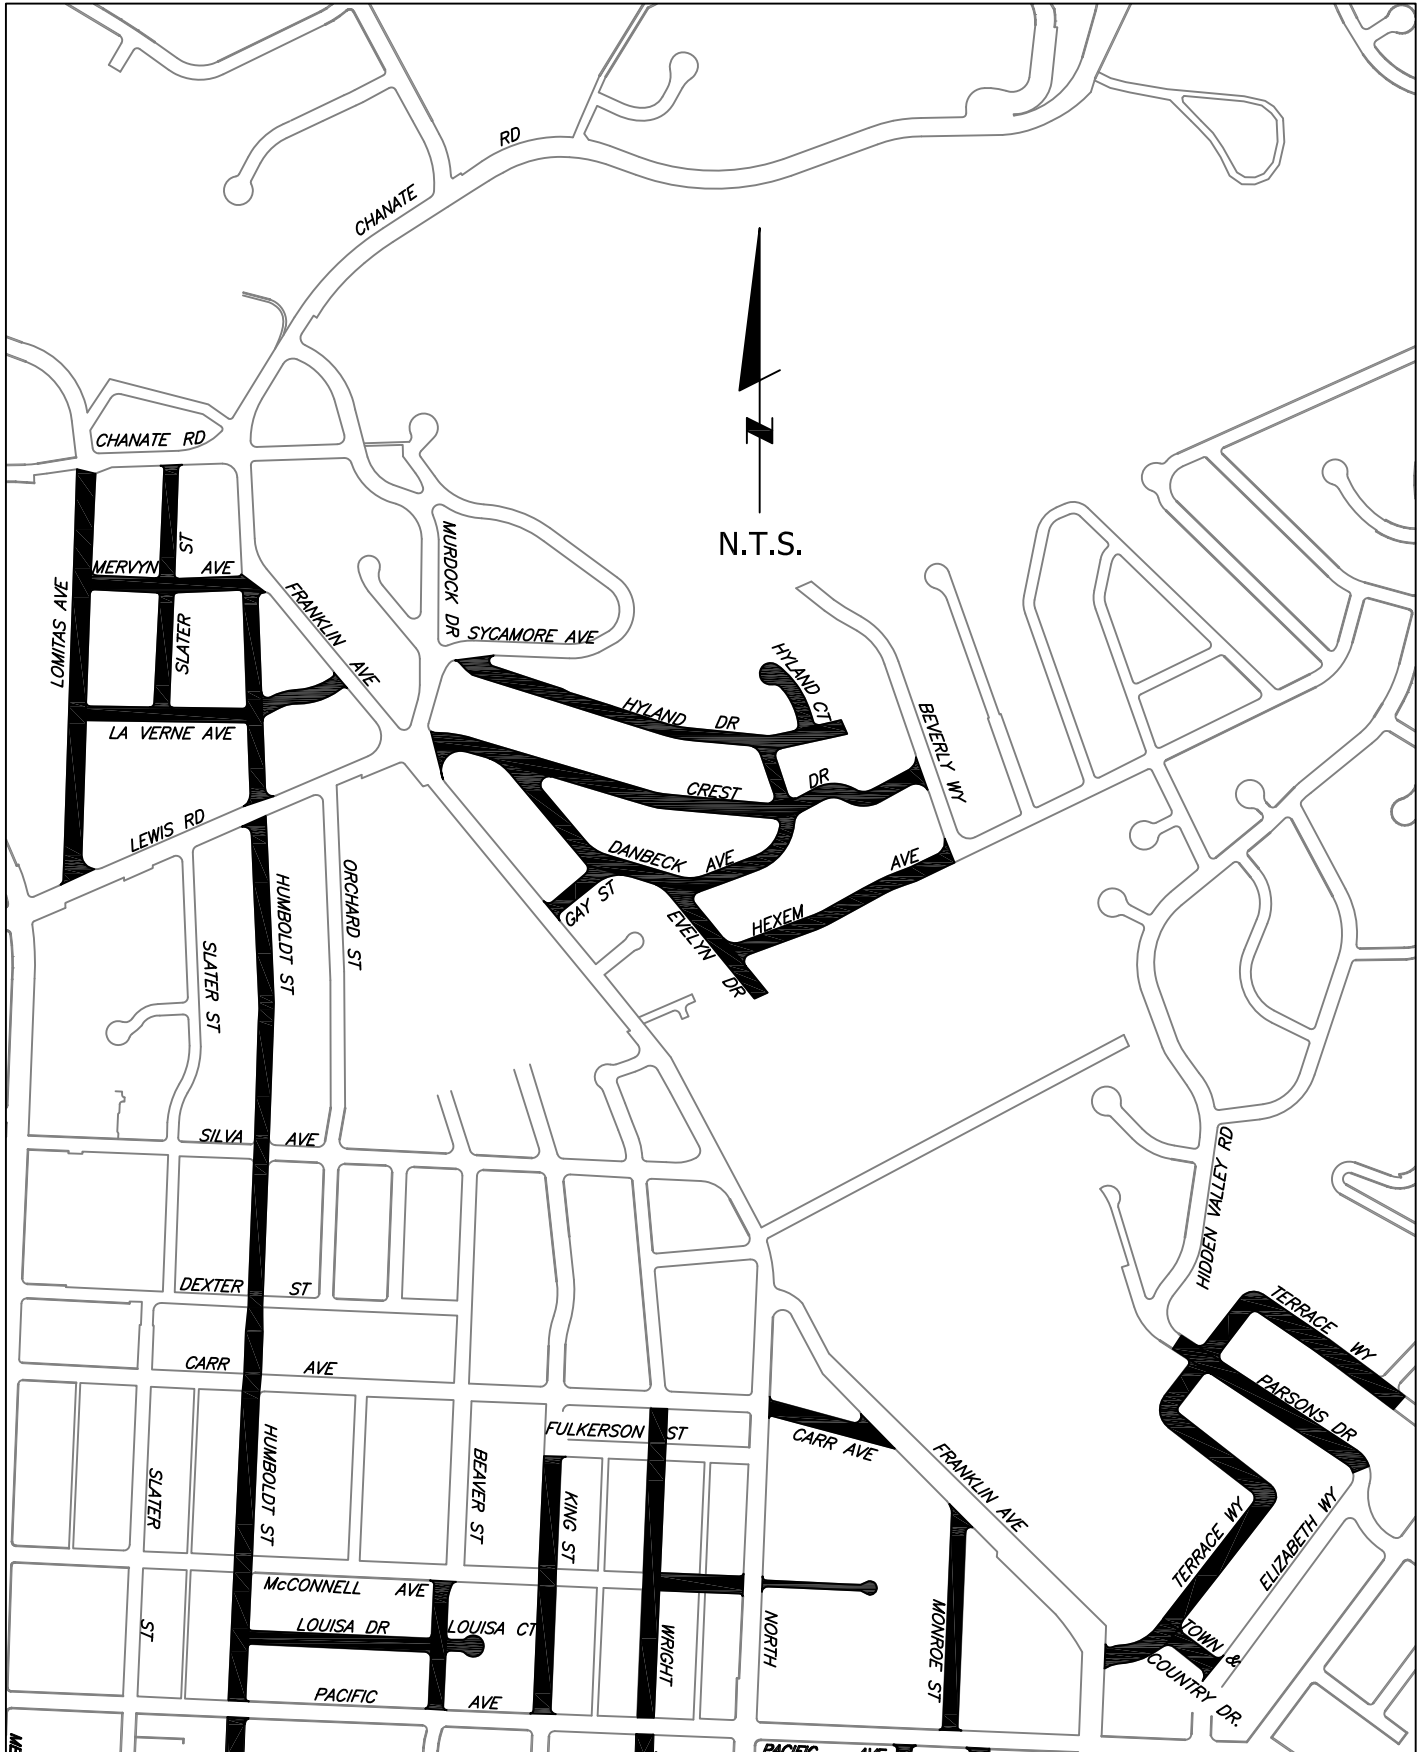 RD
CHANATE
CHANATE RD
N.T.S.
MURDOCK DR
ST
MERVYN AVE
LOMITAS AVE
FRANKLIN AVE
SLATER
SYCAMORE AVE
HYLAND CT
HYLAND DR
BEVERLY WY
LA VERNE AVE
CREST DR
LEWIS RD
DANBECK AVE
AVE
HEXEM
GAY ST
EVELYN DR
ORCHARD ST
HUMBOLDT ST
SLATER ST
SILVA AVE
HIDDEN VALLEY RD
DEXTER ST
TERRACE WY
CARR AVE
PARSONS DR
FULKERSON ST
CARR AVE
FRANKLIN AVE
HUMBOLDT ST
BEAVER ST
SLATER
KING ST
TERRACE WY
ELIZABETH WY
McCONNELL AVE
LOUISA DR
LOUISA CT
ST
WRIGHT
NORTH
MONROE ST
TOWN &
COUNTRY DR.
PACIFIC AVE
PACIFIC AVE